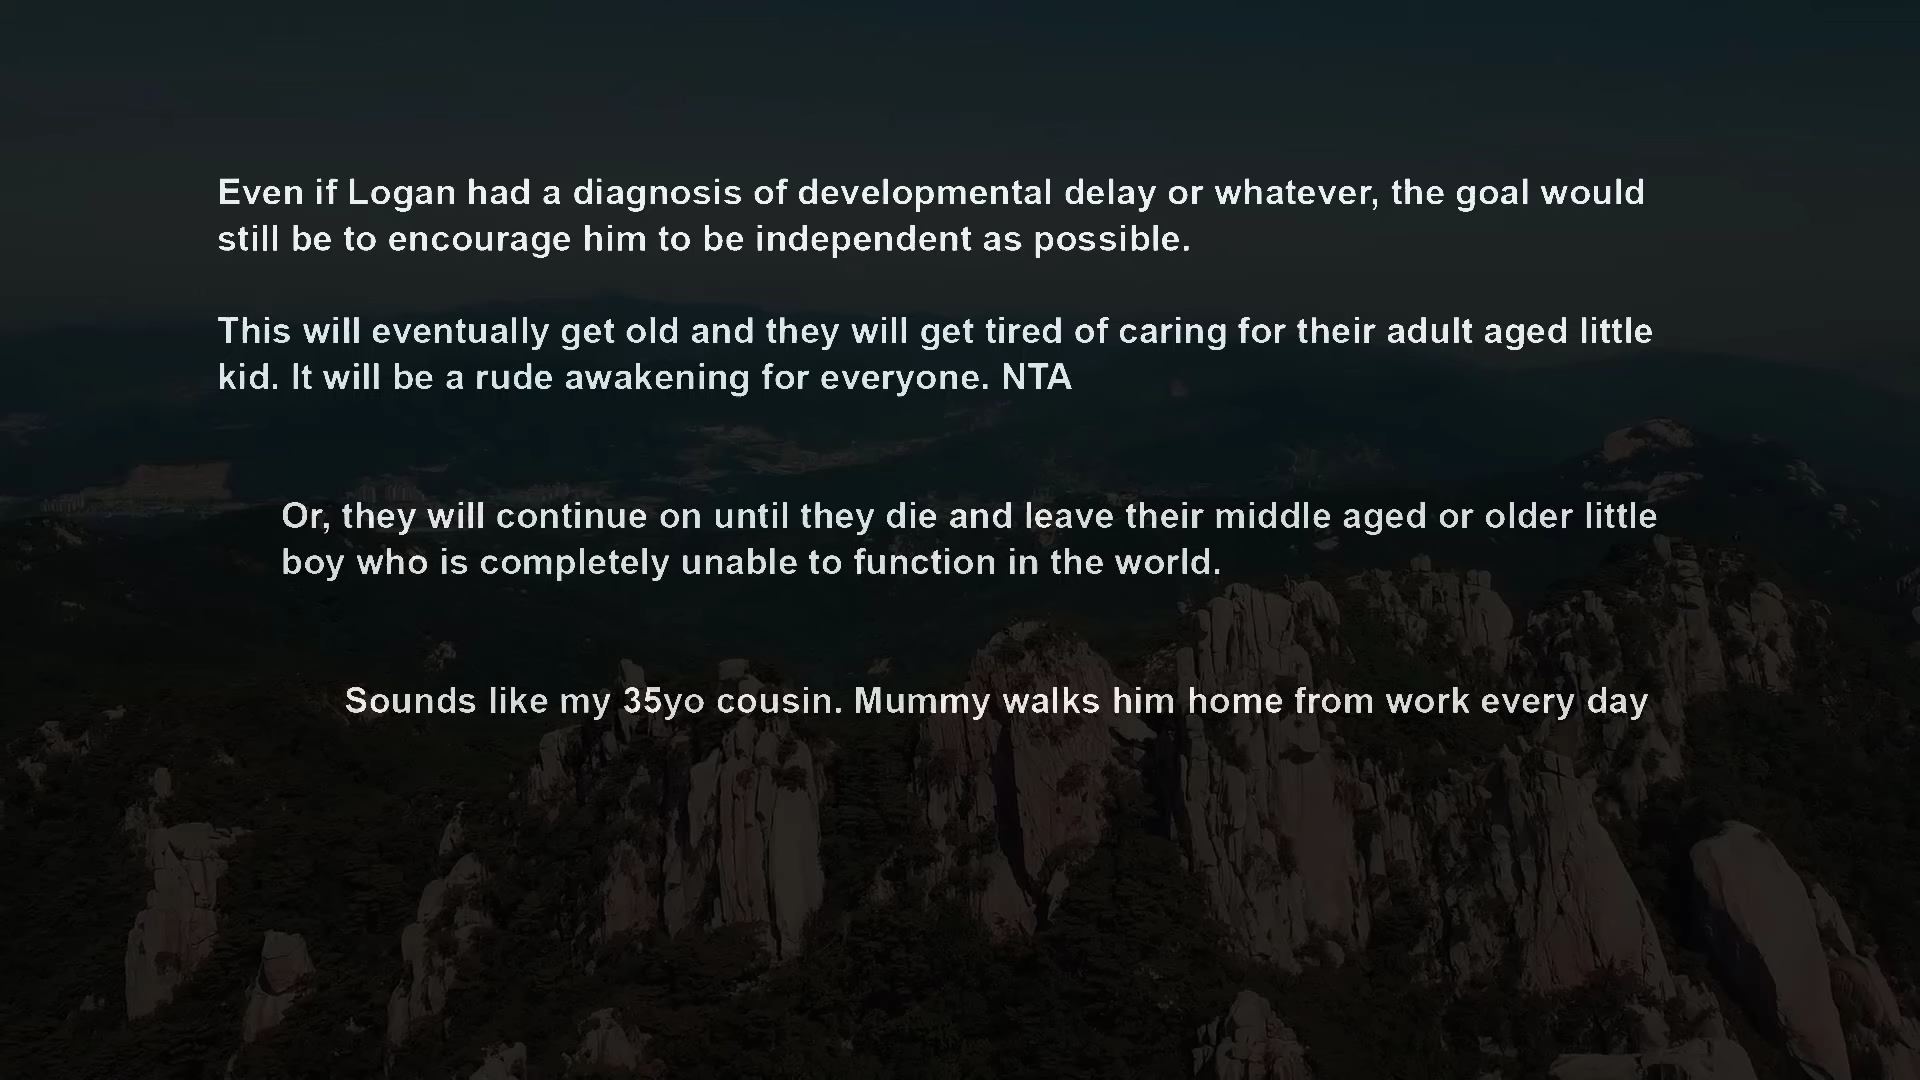 Even if Logan had a diagnosis of developmental delay or whatever, the goal would
still be to encourage him to be independent as possible.
This will eventually get old and they will get tired of caring for their adult aged little
kid. It will be a rude awakening for everyone. NTA
Or, they will continue on until they die and leave their middle aged or older little
boy who is completely unable to function in the world.
Sounds like my 35yo cousin. Mummy walks him home from work every day